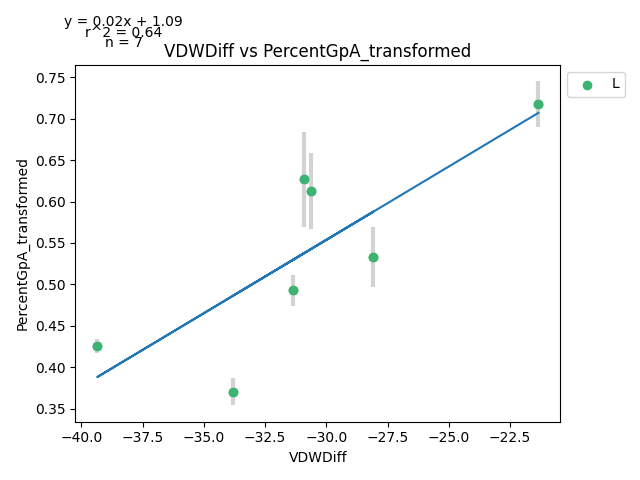 y = 0.02x + 1.09
r^2 = 0.64
n = 7
VDWDiff vs PercentGpA_transformed
L
PercentGpA_transformed
0.75
0.70
0.65
0.60
0.55
0.50
0.45
0.40
0.35
−40.0 −37.5 −35.0 −32.5 −30.0 −27.5 −25.0 −22.5
VDWDiff